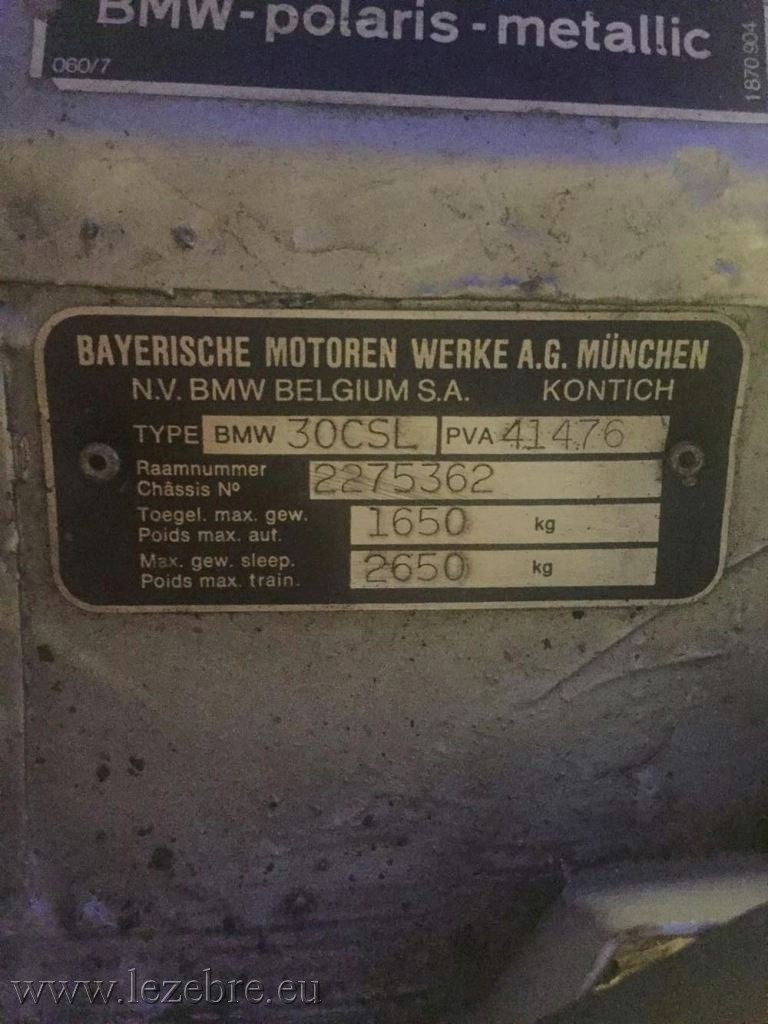 BMW-polaris-metallic
060/7
1870904
BAYERISCHE MOTOREN WERKE A.G. MÜNCHEN
N.V. BMW BELGIUM S.A. KONTICH
TYPE BMW 30CSL PVA 41476
Raamnummer
Châssis Nº 2275362
Toegel. max. gew.
Poids max. aut. 1650 kg
Max. gew. sleep.
Poids max. train. 2650 kg
www.lezebre.eu